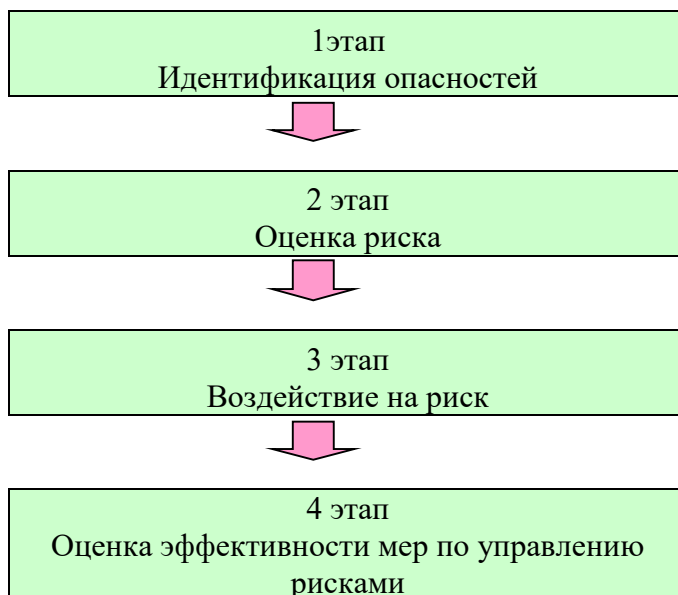 1этап
Идентификация опасностей
2 этап
Оценка риска
3 этап
Воздействие на риск
4 этап
Оценка эффективности мер по управлению
рисками